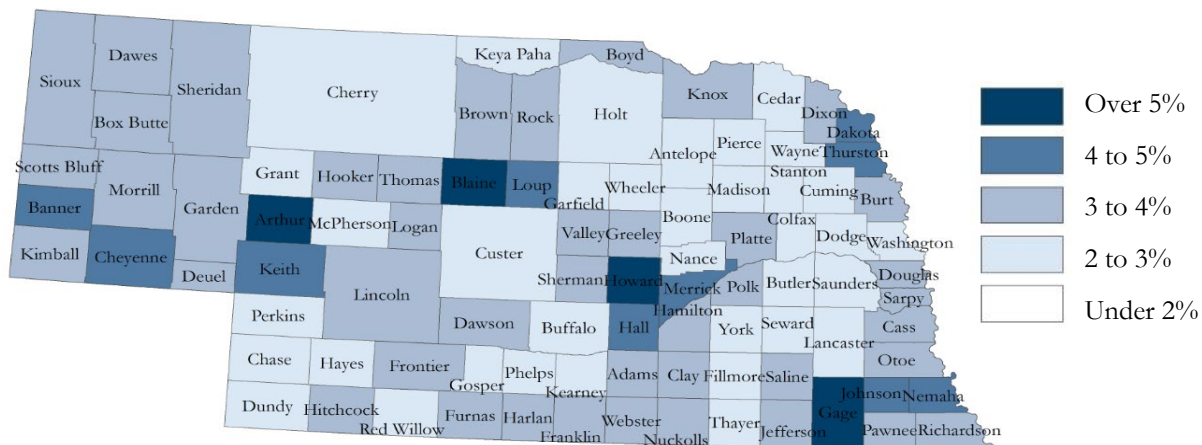 Keya Paha
Boyd
Dawes
Sioux
Sheridan
Cherry
Knox
Cedar
Dixon
Brown
Rock
Holt
Box Butte
Dakota
Pierce
Antelope
Wayne
Thurston
Scotts Bluff
Grant
Hooker
Thomas
Blaine
Loup
Wheeler
Stanton
Madison
Cuming
Morrill
Garfield
Burt
Banner
Garden
Arthur
McPherson
Logan
Boone
Colfax
Valley
Greeley
Platte
Dodge
Custer
Washington
Kimball
Cheyenne
Nance
Deuel
Keith
Sherman
Howard
Merrick
Polk
Butler
Saunders
Douglas
Sarpy
Lincoln
Hamilton
Perkins
Dawson
Buffalo
Hall
York
Seward
Cass
Lancaster
Otoe
Chase
Hayes
Frontier
Gosper
Phelps
Kearney
Adams
Clay
Fillmore
Saline
Johnson
Nemaha
Dundy
Hitchcock
Red Willow
Furnas
Harlan
Franklin
Webster
Nuckolls
Thayer
Jefferson
Gage
Pawnee
Richardson
Over 5%
4 to 5%
3 to 4%
2 to 3%
Under 2%